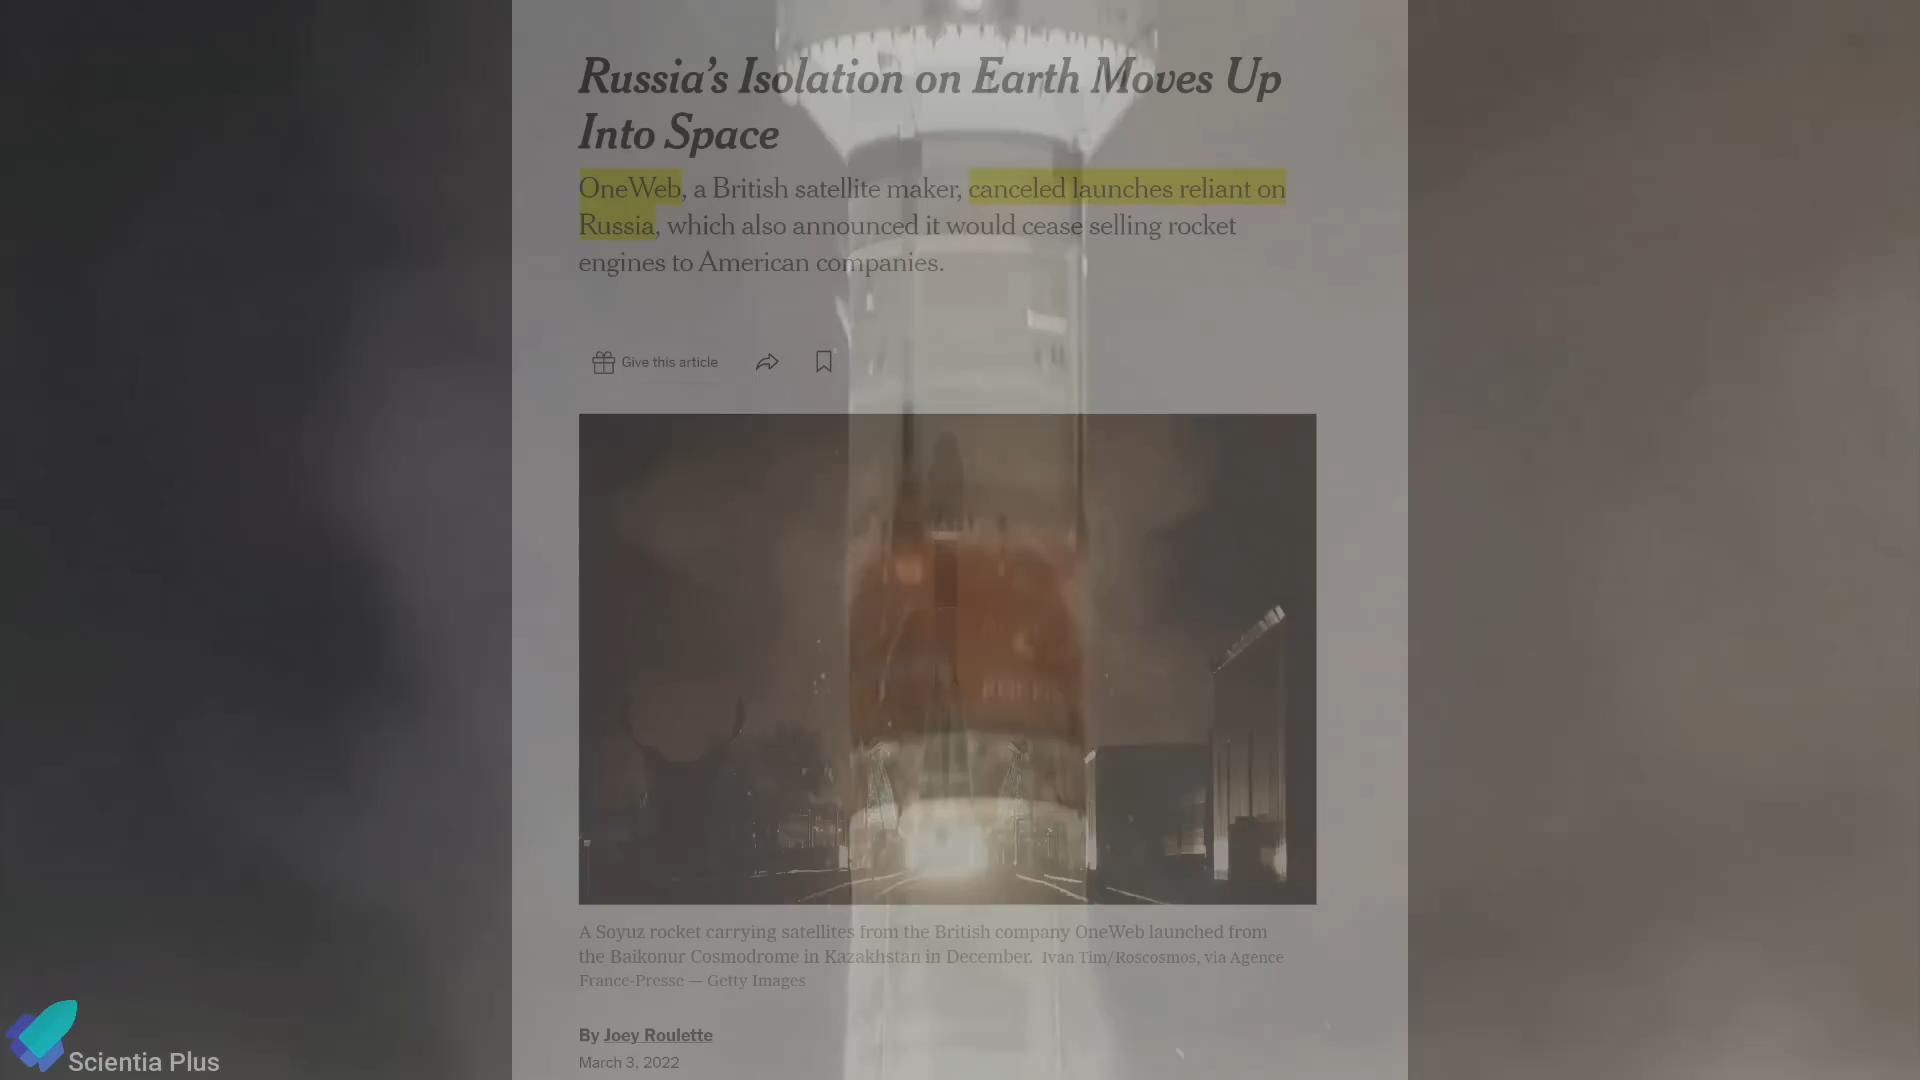 Russia’s Isolation on Earth Moves Up
Into Space
OneWeb, a British satellite maker, canceled launches reliant on
Russia, which also announced it would cease selling rocket
engines to American companies.
Give this article
A Soyuz rocket carrying satellites from the British company OneWeb launched from
the Baikonur Cosmodrome in Kazakhstan in December. Ivan Tim/Roscosmos, via Agence
France-Presse — Getty Images
By Joey Roulette
March 3, 2022
Scientia Plus